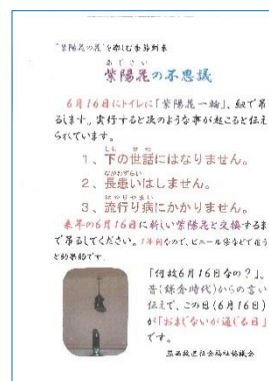 "紫陽花の花"を楽しむ季節到来
あじさい
紫陽花の不思議
6月16日にトイレに「紫陽花一輪」、紐で吊
るします。実行すると次のような事が起こると伝え
られています。
しも せわ
1、下の世話にはなりません。
ながわずらい
2、長患いはしません。
はやりやまい
3、流行り病にかかりません。
来年の6月16日に新しい紫陽花と交換するま
で吊るしてください。1年間なので、ビニール袋などで覆う
と効果的です。
「何故6月16日なの?」。
昔(鎌倉時代)からの言い
伝えで、この日(6月16日)
が「おまじないが通じる日」
です。
社会福祉協議会